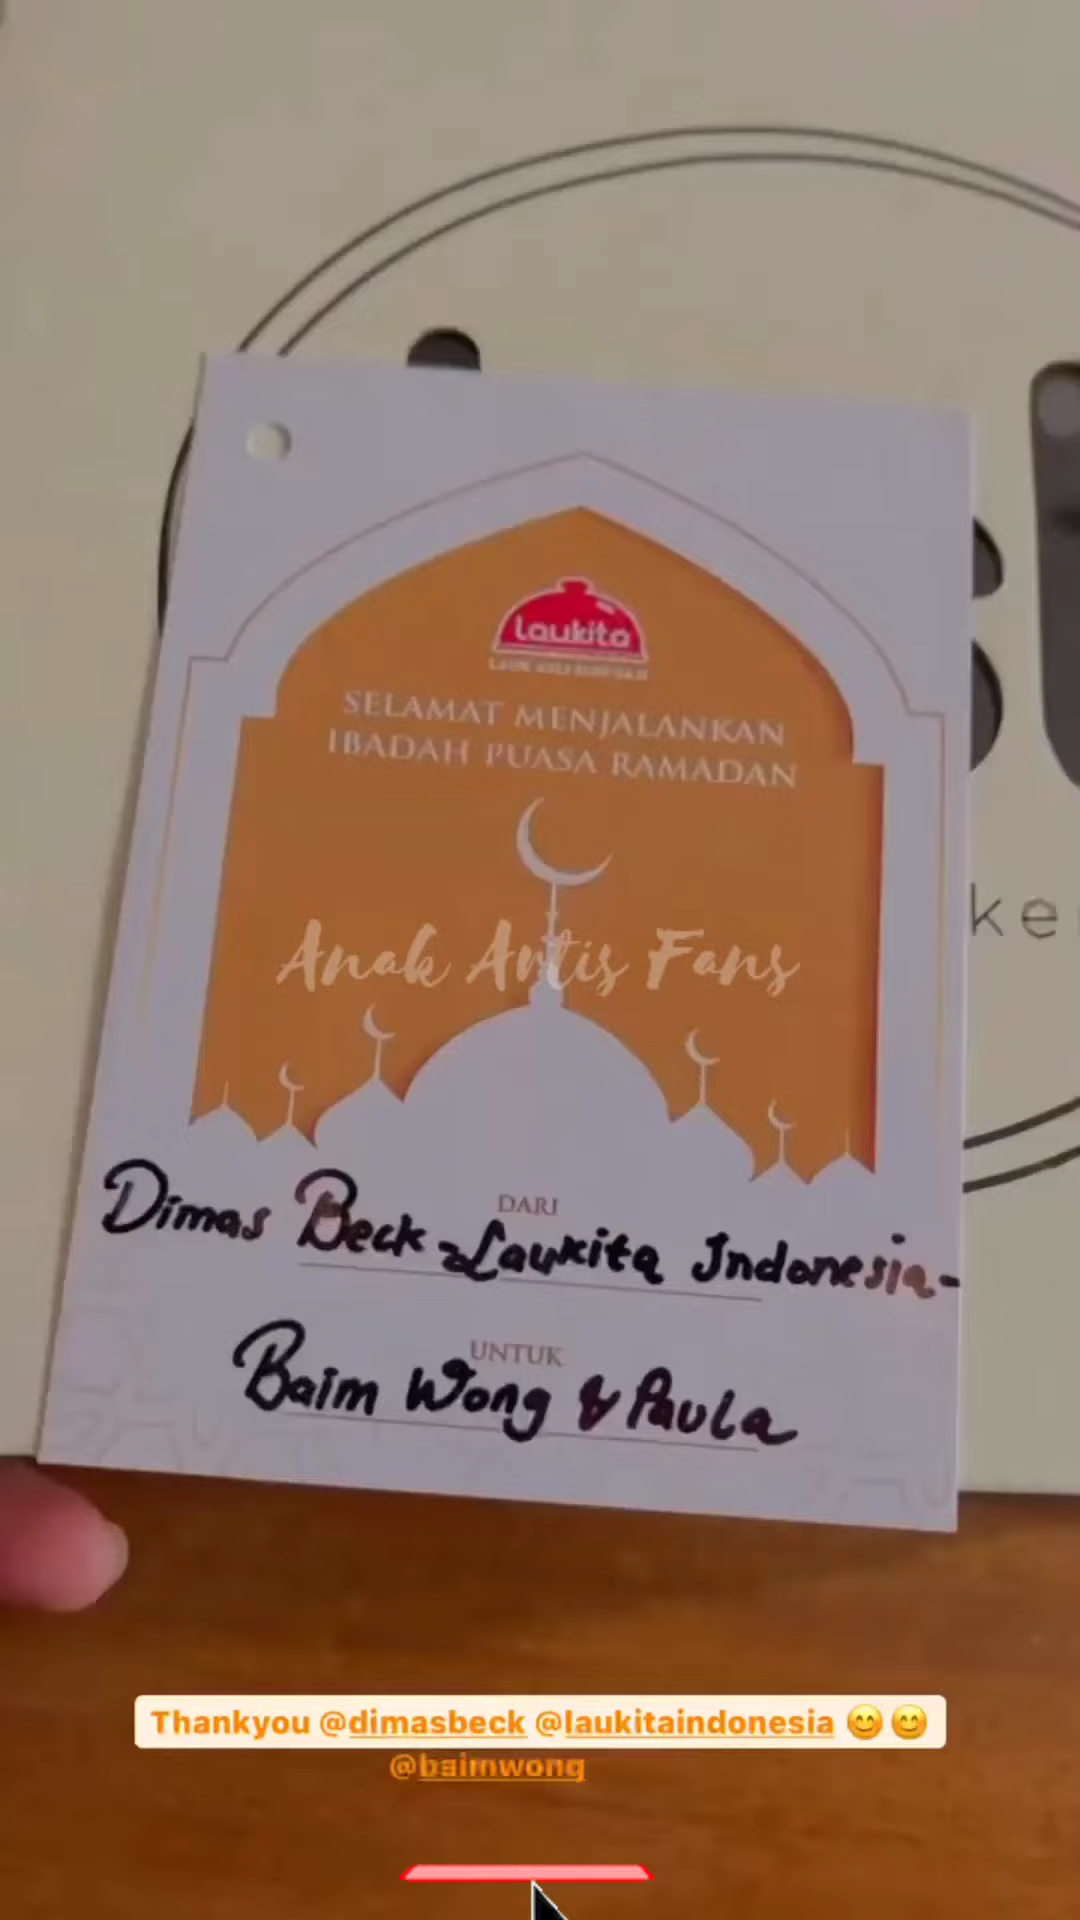 Laukita
SELAMAT MENJALANKAN
IBADAH PUASA RAMADAN
ke
Anak Artis Fans
DARI
Dimas Beck - Laukita Indonesia -
UNTUK
Baim Wong & Paula
Thankyou @dimasbeck @laukitaindonesia 😊😊
@baimwong